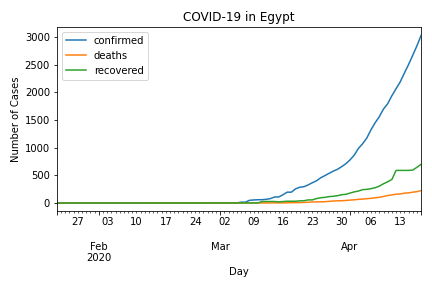 COVID-19 in Egypt
3000
2500
2000
1500
1000
500
0
Number of Cases
confirmed
deaths
recovered
27 03 10 17 24 02 09 16 23 30 06 13
Feb Mar Apr
2020
Day